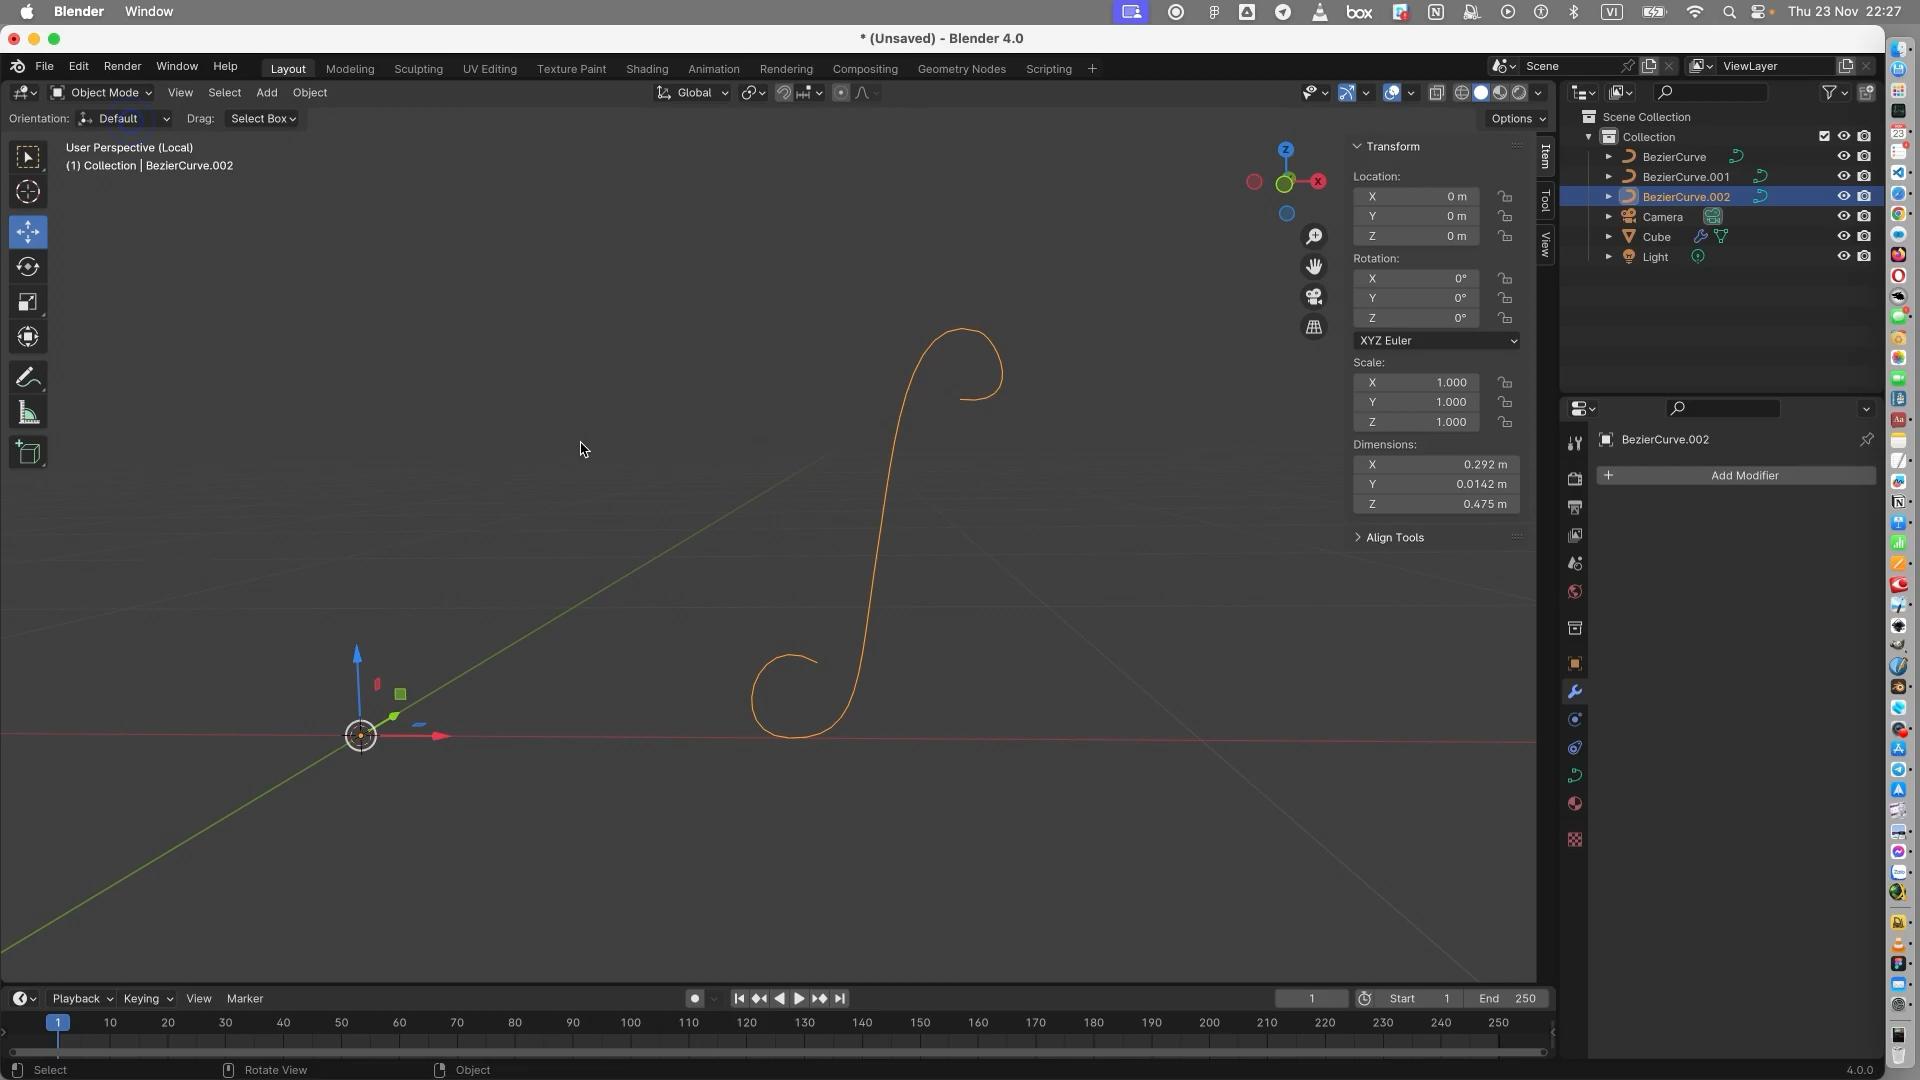 Blender Window
box
N
VI
Thu 23 Nov 22:27
* (Unsaved) - Blender 4.0
File Edit Render Window Help
Layout Modeling Sculpting UV Editing Texture Paint Shading Animation Rendering Compositing Geometry Nodes Scripting +
Scene
ViewLayer
Object Mode View Select Add Object
Global
Orientation: Default Drag: Select Box
Options
User Perspective (Local)
(1) Collection | BezierCurve.002
Z
X
Transform
Location:
X 0 m
Y 0 m
Z 0 m
Rotation:
X 0°
Y 0°
Z 0°
XYZ Euler
Scale:
X 1.000
Y 1.000
Z 1.000
Dimensions:
X 0.292 m
Y 0.0142 m
Z 0.475 m
Align Tools
Item
Tool
View
Scene Collection
Collection
BezierCurve
BezierCurve.001
BezierCurve.002
Camera
Cube
Light
BezierCurve.002
+ Add Modifier
Playback Keying View Marker
1
Start 1
End 250
1 10 20 30 40 50 60 70 80 90 100 110 120 130 140 150 160 170 180 190 200 210 220 230 240 250
Select
Rotate View
Object
4.0.0
23
Aa
Zalo